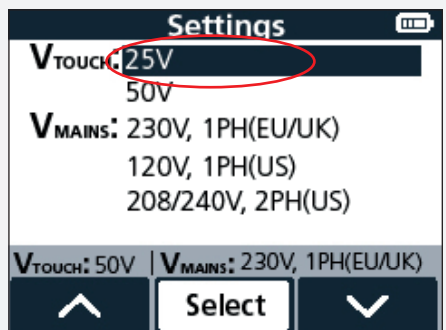 Settings
VTOUCH: 25V
50V
VMAINS: 230V, 1PH(EU/UK)
120V, 1PH(US)
208/240V, 2PH(US)
VTOUCH: 50V | VMAINS: 230V, 1PH(EU/UK)
Select